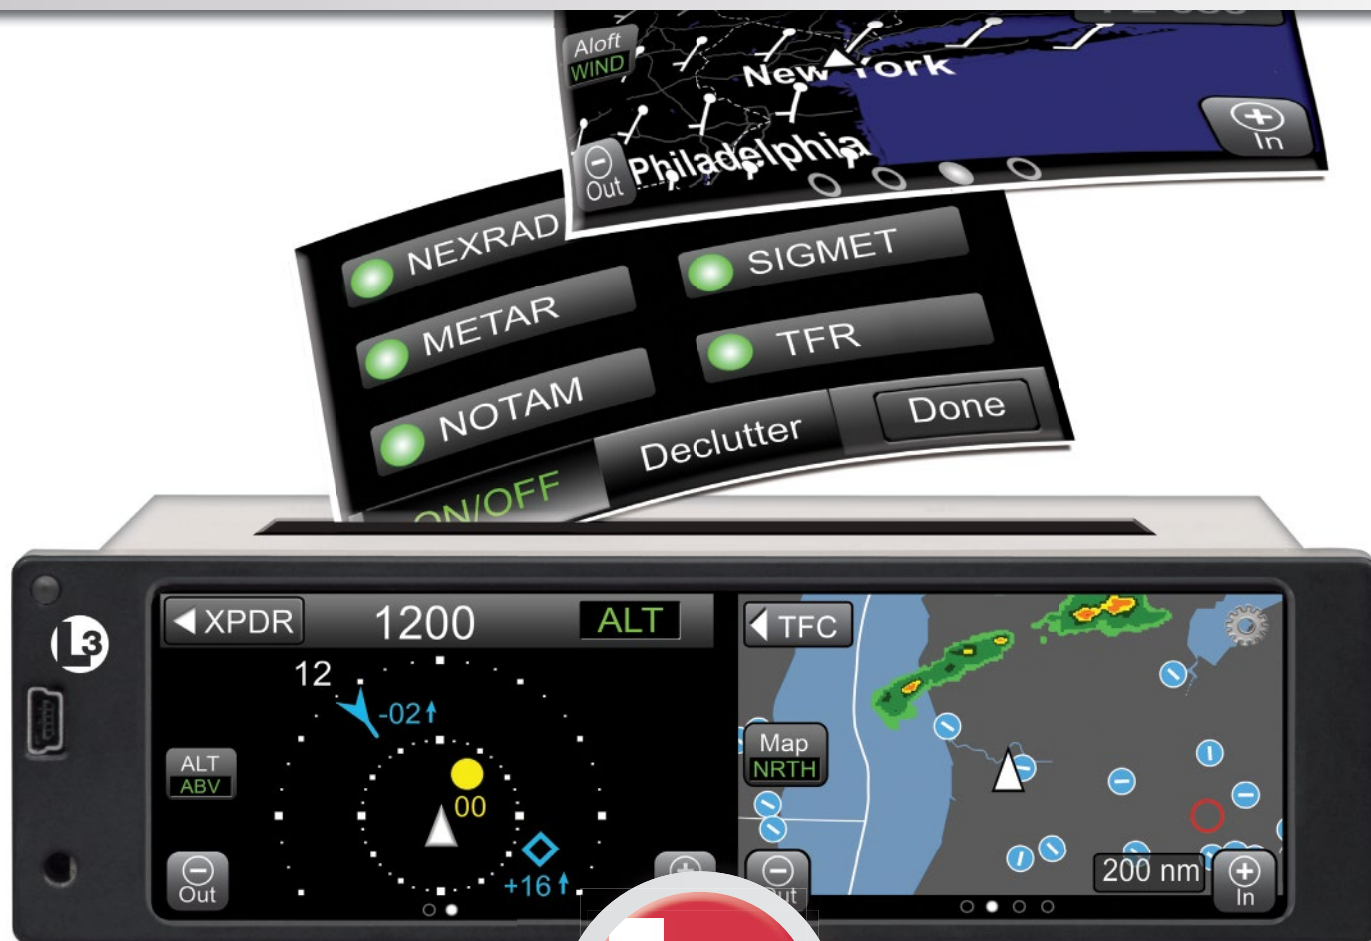 Aloft
WIND
New York
In
Out
Philadelphia
NEXRAD
SIGMET
METAR
TFR
NOTAM
Declutter
Done
ON/OFF
L3
XPDR
1200
ALT
TFC
12
-02
Map
NRTH
ALT
ABV
00
+16
Out
200 nm
In